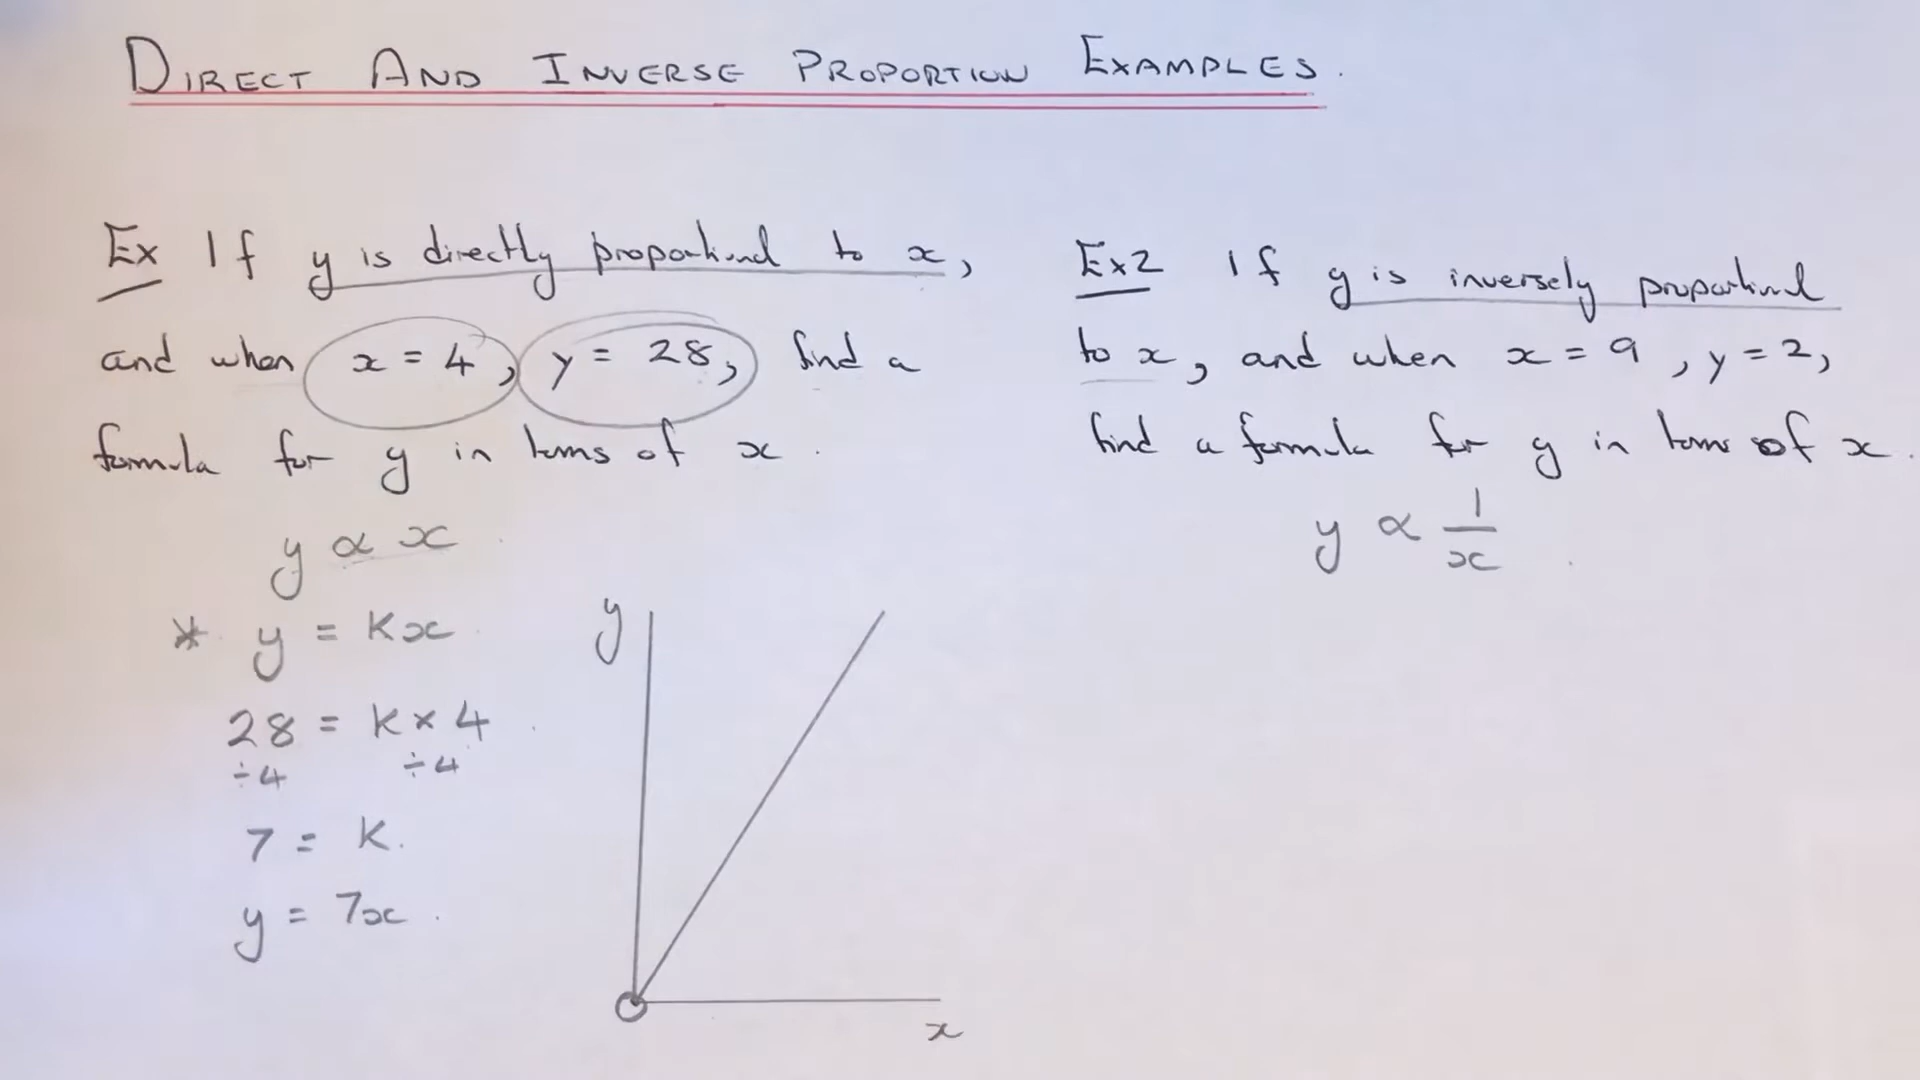 DIRECT AND INVERSE PROPORTION EXAMPLES.
Ex If y is directly proportional to x,
and when x = 4, y = 28, find a
formula for y in terms of x.
y ∝ x
* y = kx
28 = k × 4
÷4 ÷4
7 = k.
y = 7x.
y
x
Ex2 If y is inversely proportional
to x, and when x = 9, y = 2,
find a formula for y in terms of x.
y ∝ 1/x